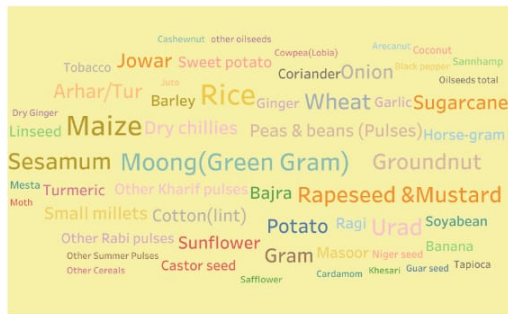 Cashewnut other oilseeds
Arecanut Coconut
Tobacco Jowar Sweet potato Cowpea(Lobia) Black pepper Sannhamp
Coriander Onion Oilseeds total
Arhar/Tur Jute
Barley Rice Ginger Wheat Garlic Sugarcane
Dry Ginger
Linseed Maize Dry chillies Peas & beans (Pulses) Horse-gram
Sesamum Moong(Green Gram) Groundnut
Mesta Turmeric Other Kharif pulses Bajra Rapeseed &Mustard
Moth
Small millets Cotton(lint) Potato Ragi Urad Soyabean
Other Rabi pulses Sunflower Banana
Other Summer Pulses Gram Masoor Niger seed
Other Cereals Castor seed Cardamom Khesari Guar seed Tapioca
Safflower